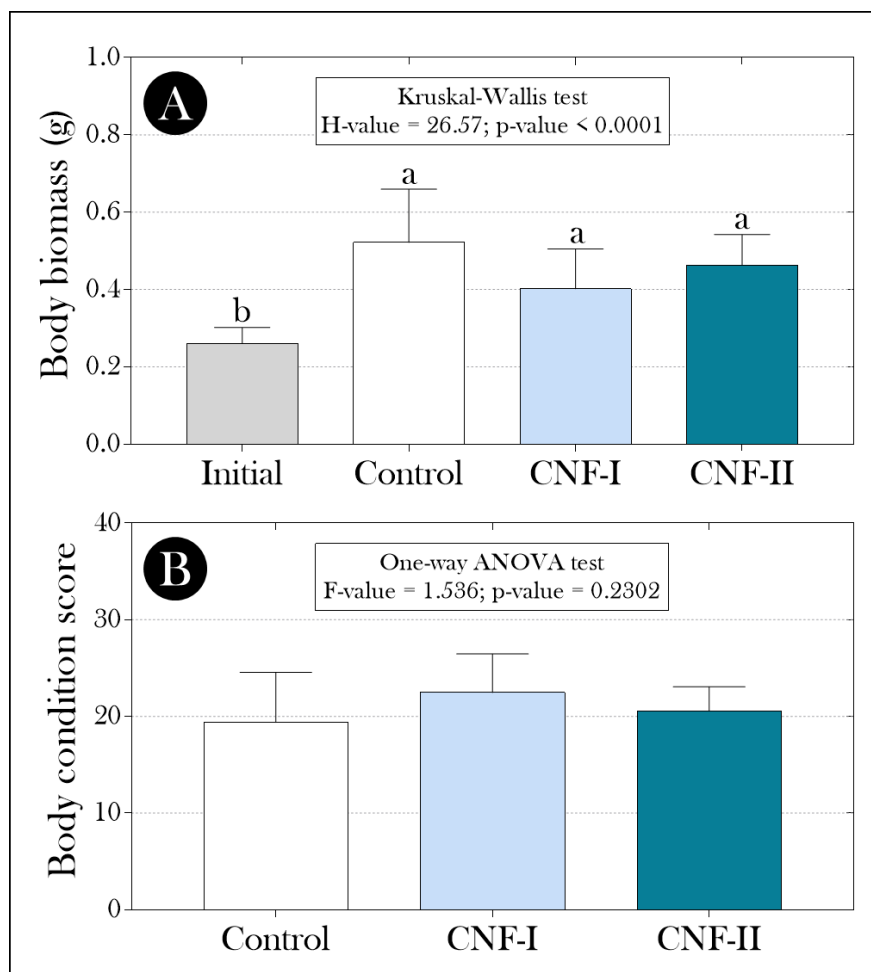 A
Kruskal-Wallis test
H-value = 26.57; p-value < 0.0001
Body biomass (g)
1.0
0.8
0.6
0.4
0.2
0.0
b
a
a
a
Initial Control CNF-I CNF-II
B
One-way ANOVA test
F-value = 1.536; p-value = 0.2302
Body condition score
40
30
20
10
0
Control CNF-I CNF-II